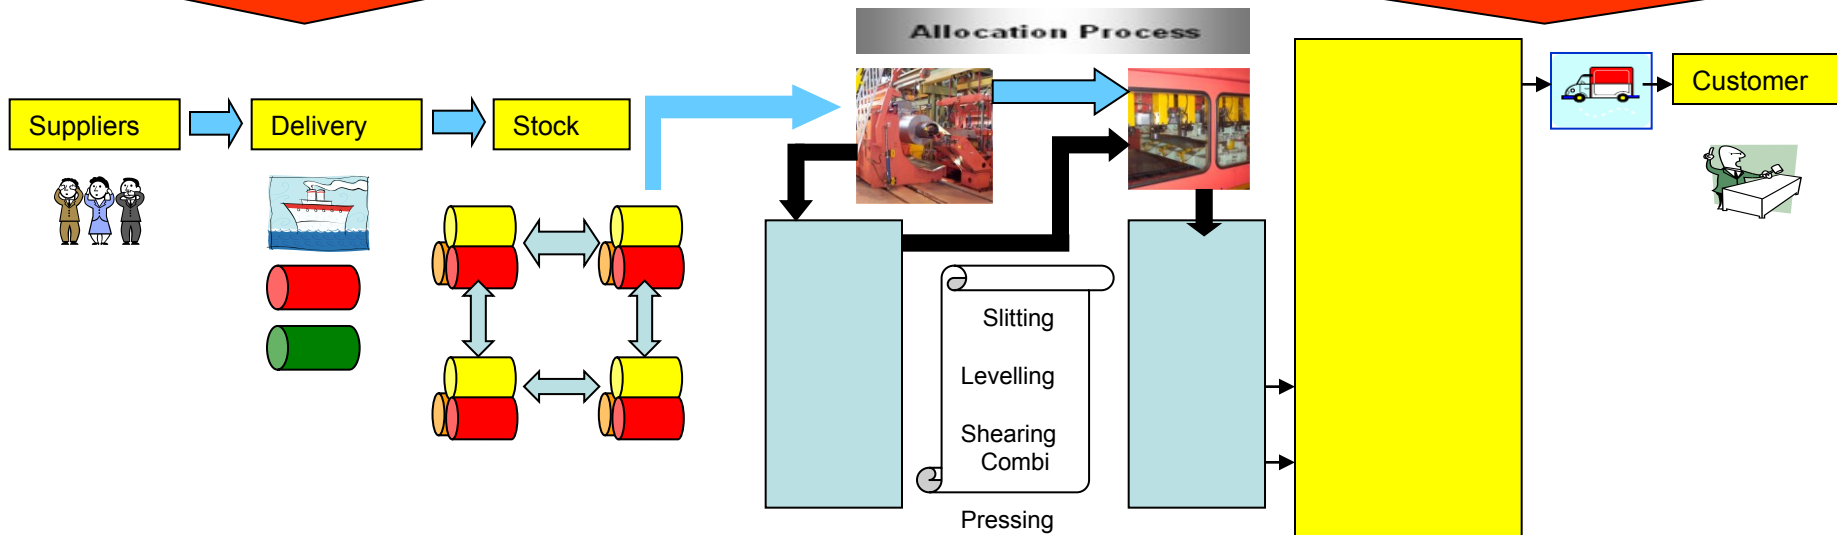 Allocation Process
Suppliers
Delivery
Stock
Customer
Slitting
Levelling
Shearing
Combi
Pressing